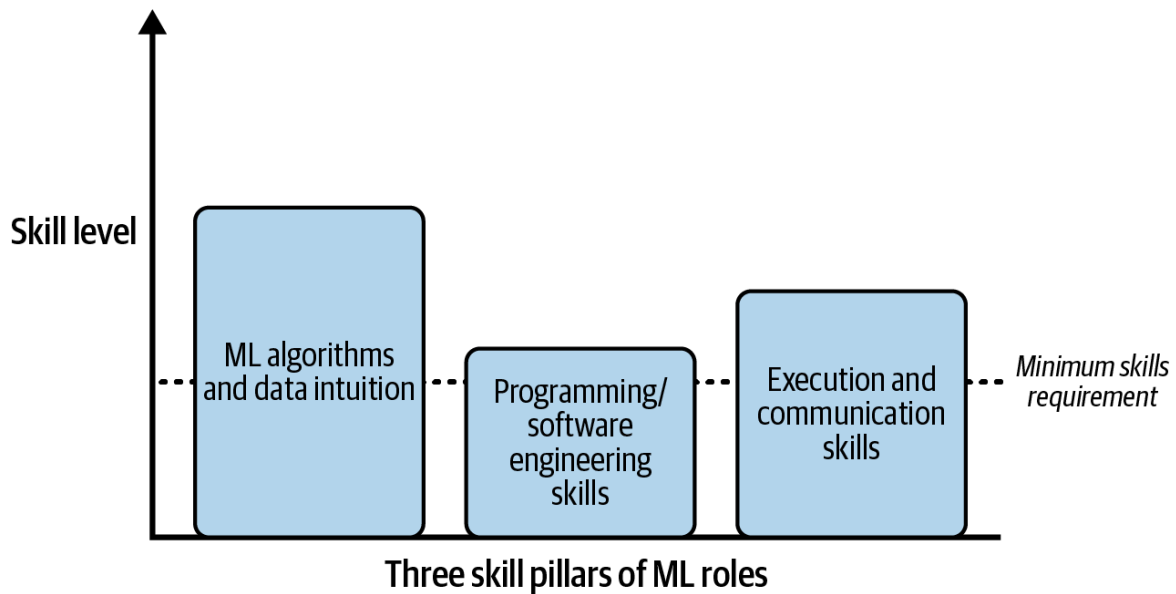 Skill level
ML algorithms
and data intuition
Programming/
software
engineering
skills
Execution and
communication
skills
Minimum skills
requirement
Three skill pillars of ML roles